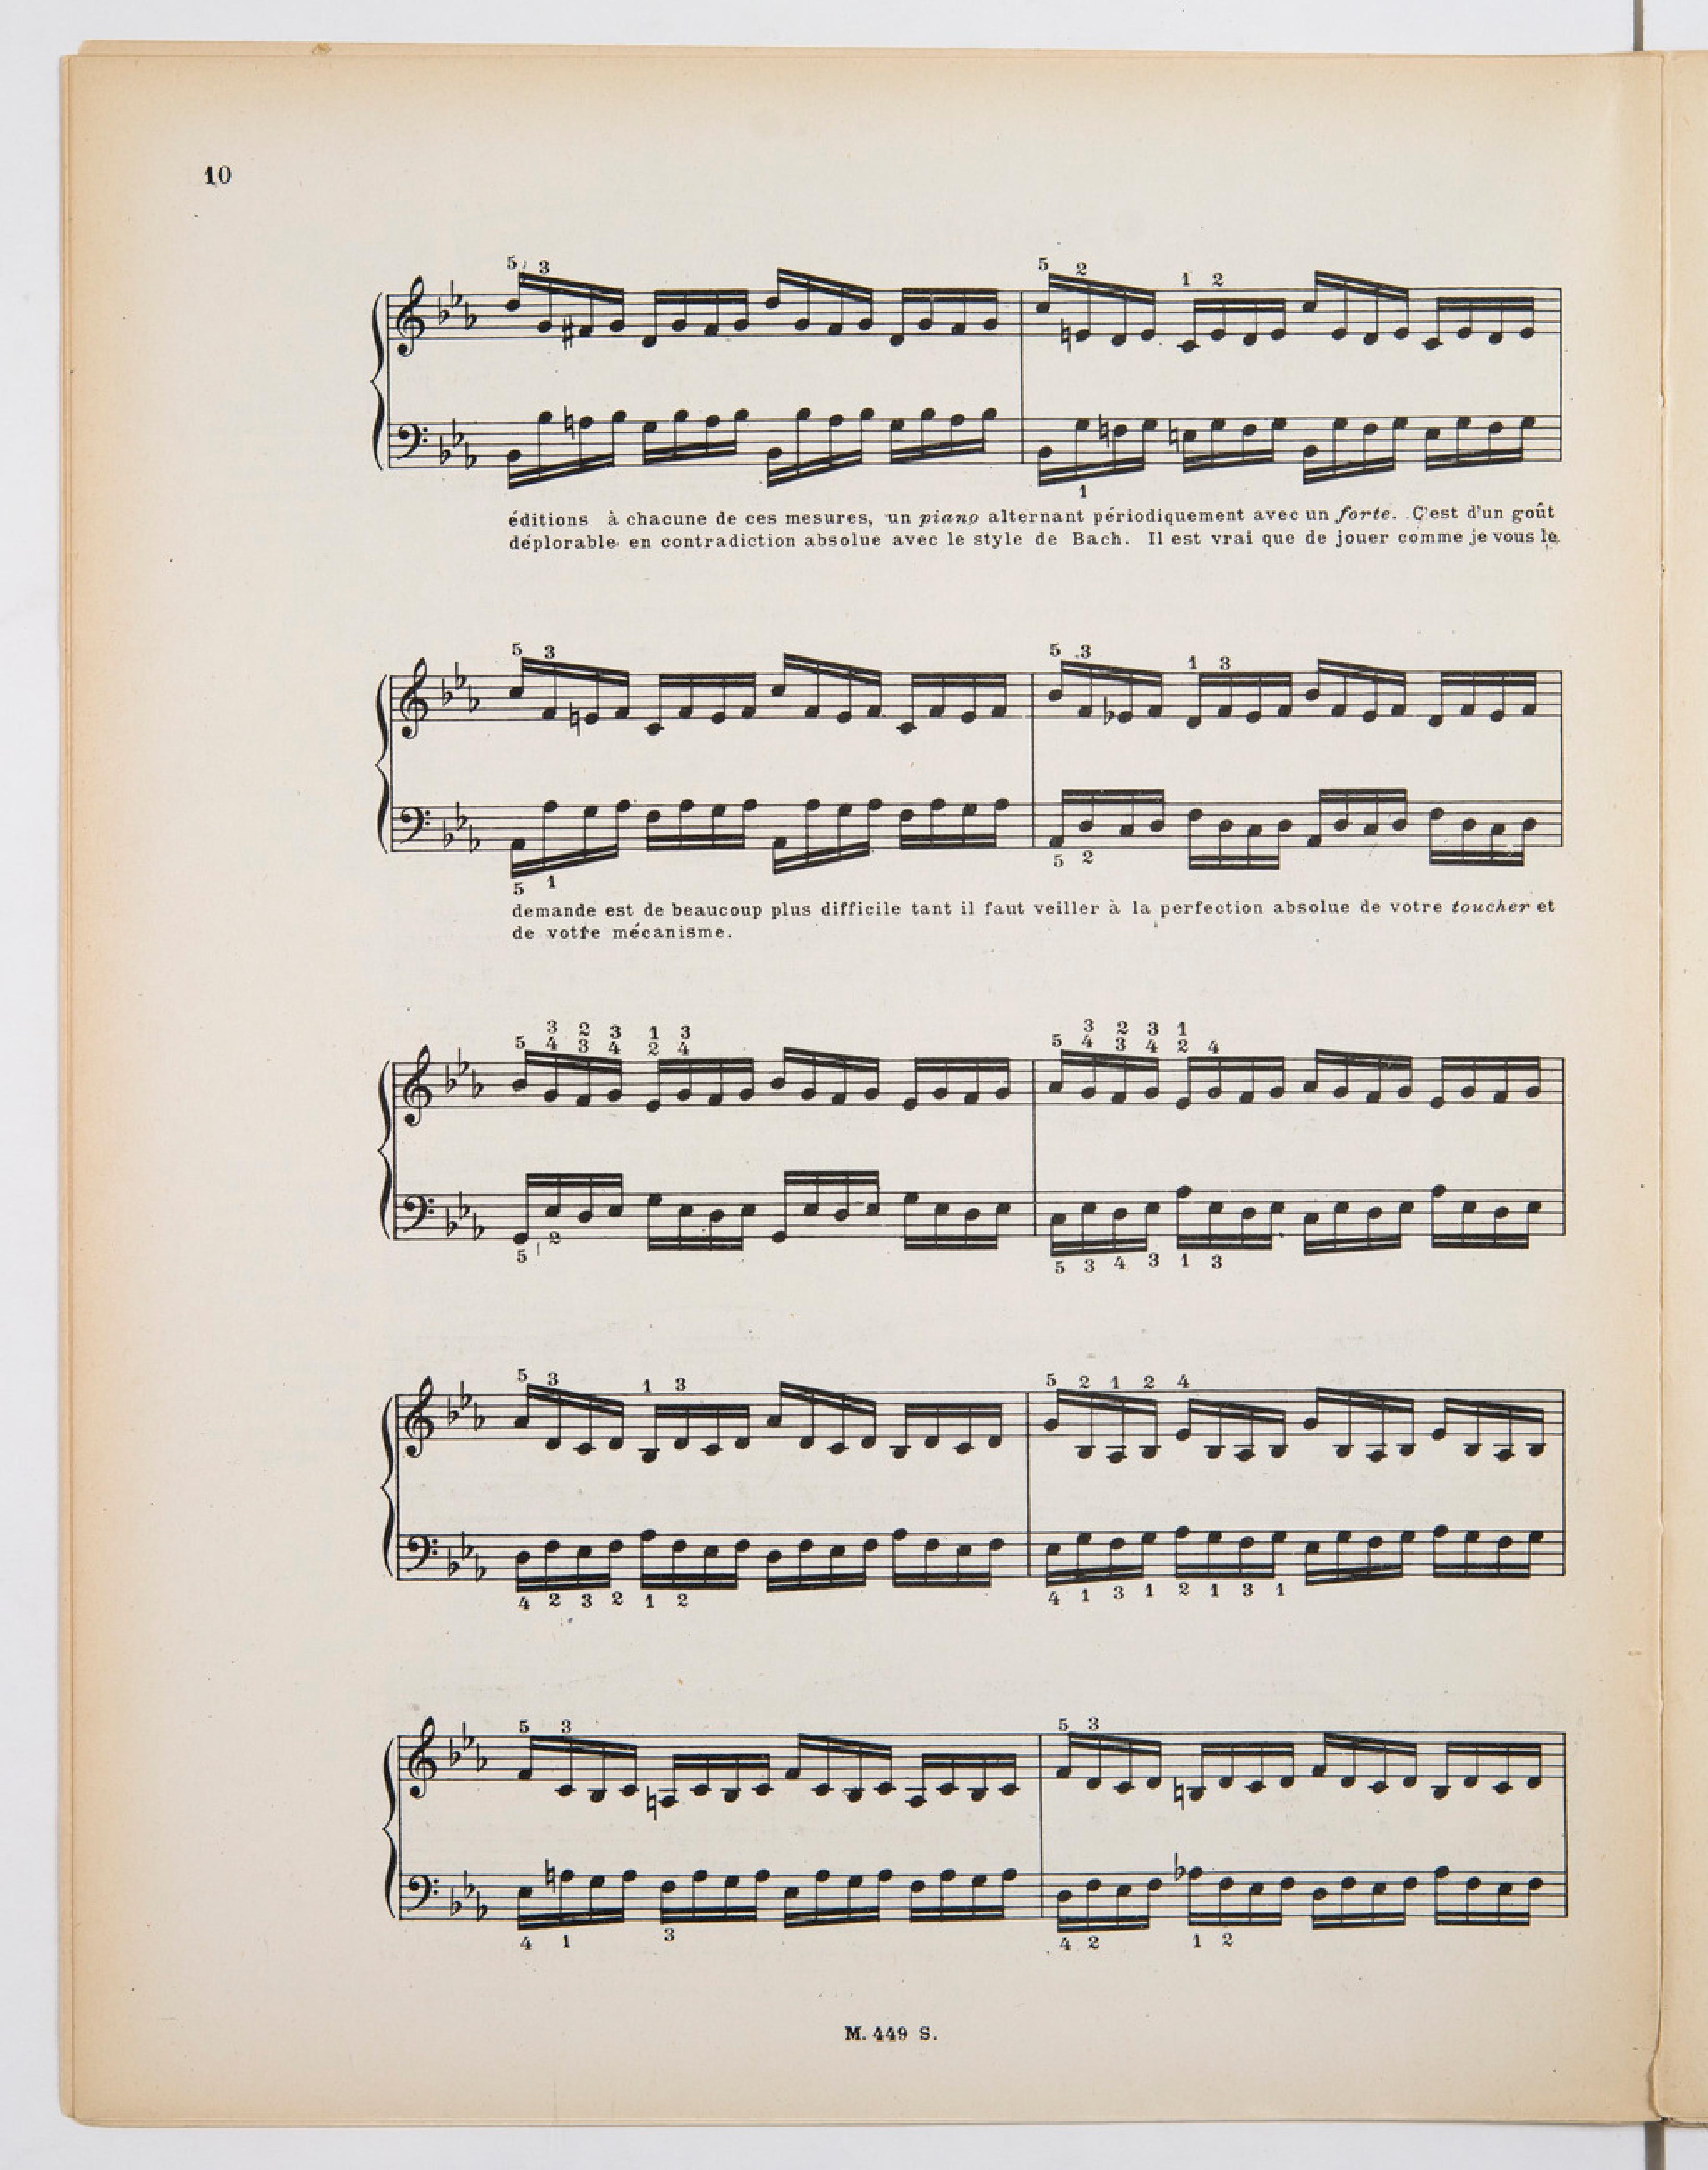 10
5 3 5 2 1 2
1
éditions à chacune de ces mesures, un piano alternant périodiquement avec un forte. C'est d'un goût
déplorable en contradiction absolue avec le style de Bach. Il est vrai que de jouer comme je vous le
5 3 5 3 1 3
5 1 5 2
demande est de beaucoup plus difficile tant il faut veiller à la perfection absolue de votre toucher et
de votre mécanisme.
3 2 3 1 3 3 2 3 1
5 4 3 4 2 4 5 4 3 4 2 4
5 2 5 3 4 3 1 3
5 3 1 3 5 2 1 2 4
4 2 3 2 1 2 4 1 3 1 2 1 3 1
5 3 5 3
4 1 3 4 2 1 2
M. 449 S.